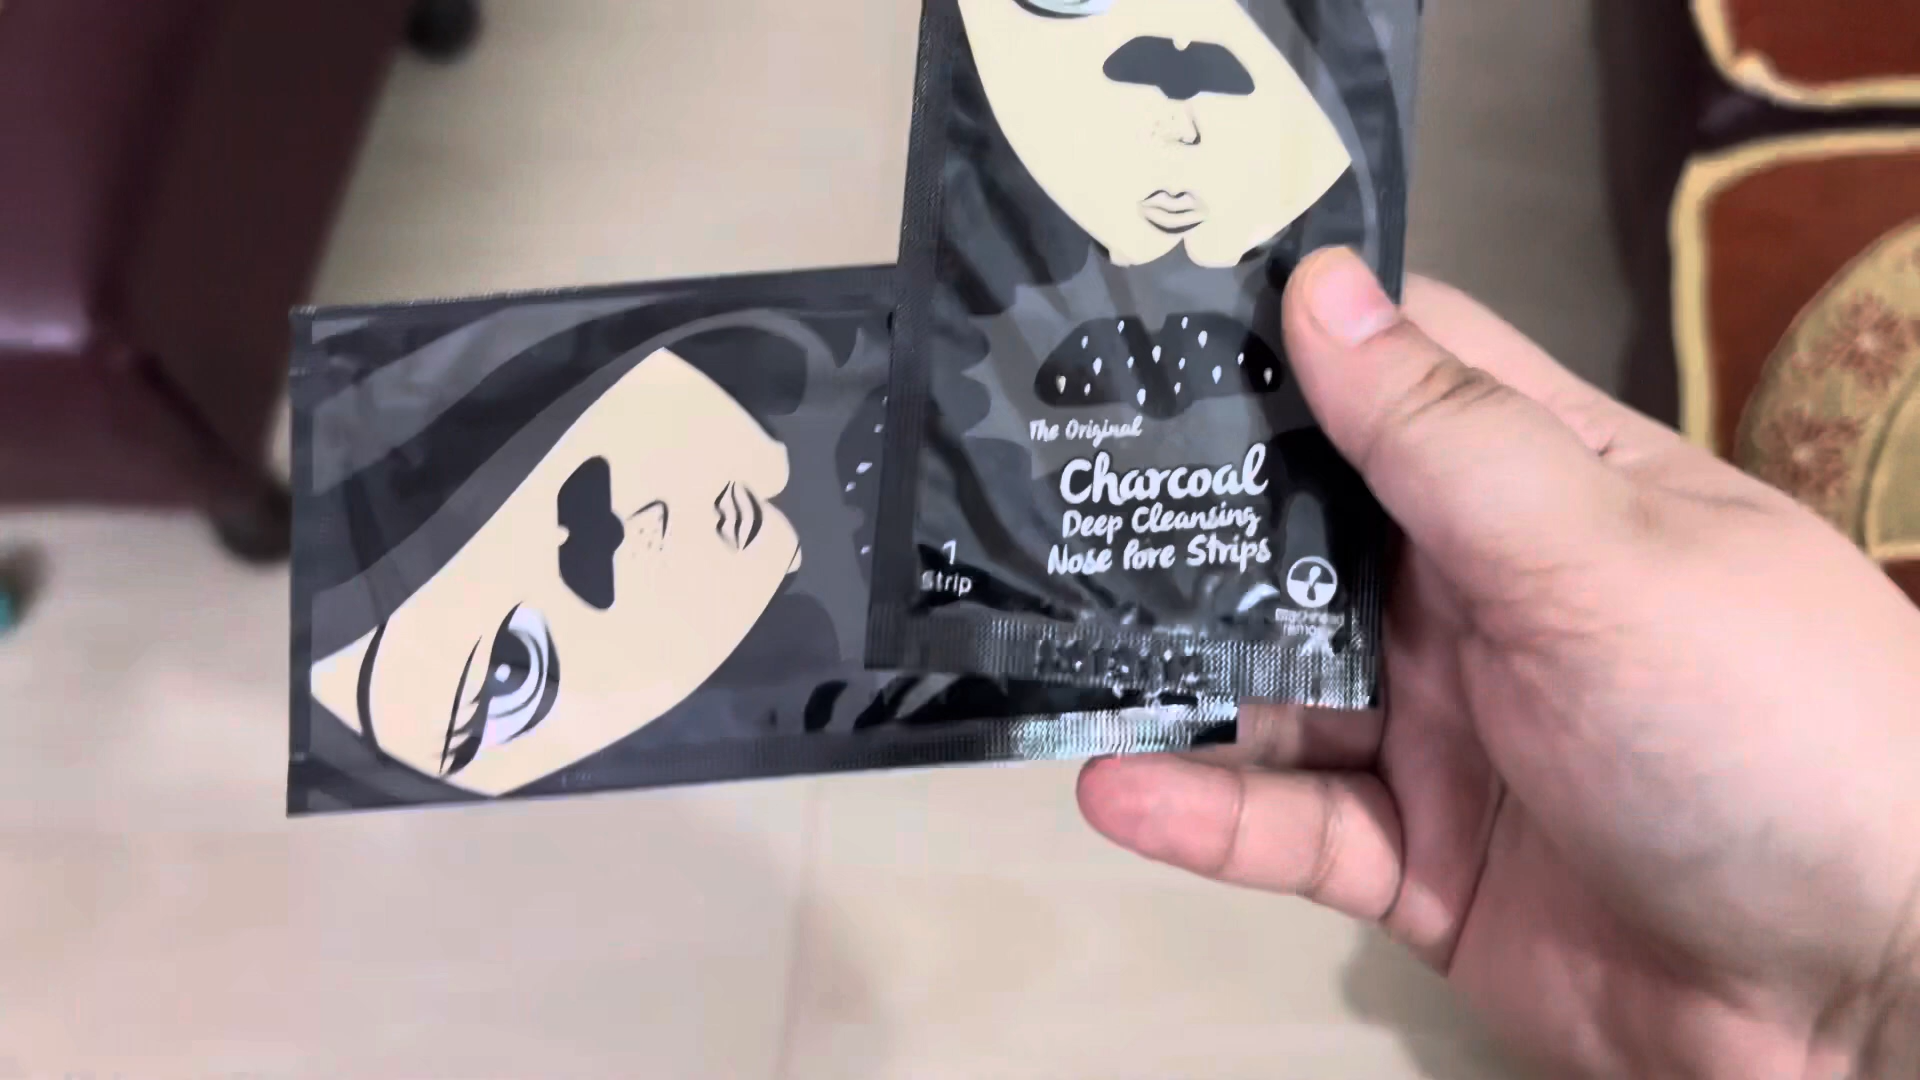 The Original
Charcoal
Deep Cleansing
Nose Pore Strips
1
Strip